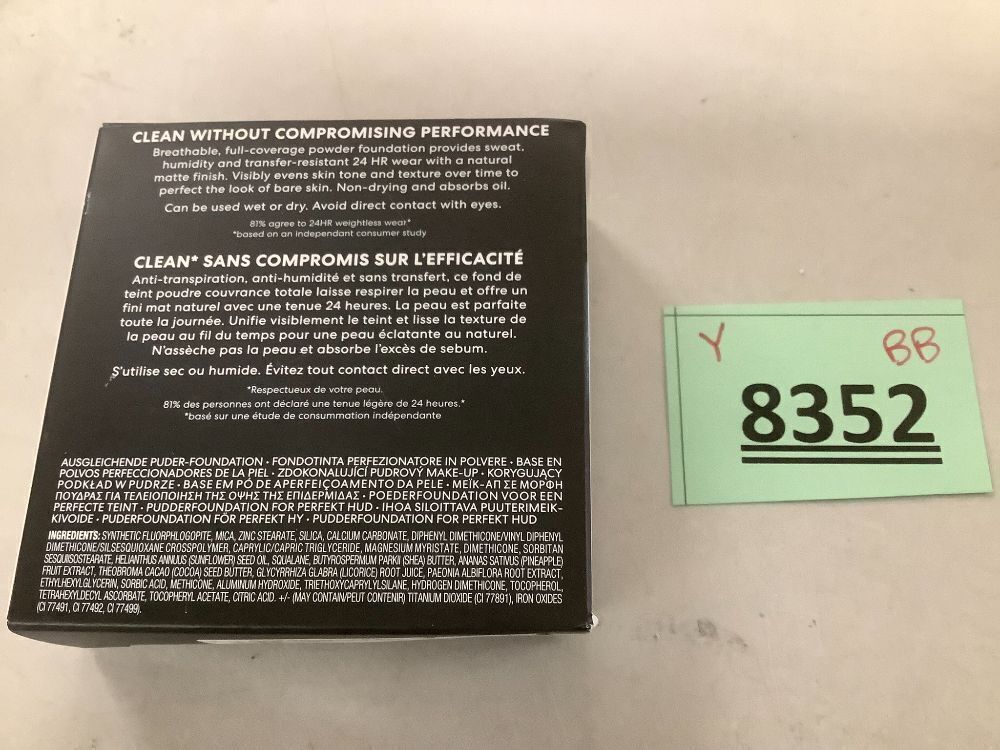 CLEAN WITHOUT COMPROMISING PERFORMANCE
Breathable, full-coverage powder foundation provides sweat,
humidity and transfer-resistant 24 HR wear with a natural
matte finish. Visibly evens skin tone and texture over time to
perfect the look of bare skin. Non-drying and absorbs oil.
Can be used wet or dry. Avoid direct contact with eyes.
81% agree to 24HR weightless wear*
*based on an independant consumer study
CLEAN* SANS COMPROMIS SUR L'EFFICACITÉ
Anti-transpiration, anti-humidité et sans transfert, ce fond de
teint poudre couvrance totale laisse respirer la peau et offre un
fini mat naturel avec une tenue 24 heures. La peau est parfaite
toute la journée. Unifie visiblement le teint et lisse la texture de
la peau au fil du temps pour une peau éclatante au naturel.
N'assèche pas la peau et absorbe l'excès de sebum.
S'utilise sec ou humide. Évitez tout contact direct avec les yeux.
*Respectueux de votre peau.
81% des personnes ont déclaré une tenue légère de 24 heures.*
*basé sur une étude de consummation indépendante
AUSGLEICHENDE PUDER-FOUNDATION • FONDOTINTA PERFEZIONATORE IN POLVERE • BASE EN
POLVOS PERFECCIONADORES DE LA PIEL • ZDOKONALUJÍCÍ PUDROVÝ MAKE-UP • KORYGUJĄCY
PODKŁAD W PUDRZE • BASE EM PÓ DE APERFEIÇOAMENTO DA PELE • ΜΕΪΚ-ΑΠ ΣΕ ΜΟΡΦΗ
ΠΟΥΔΡΑΣ ΓΙΑ ΤΕΛΕΙΟΠΟΙΗΣΗ ΤΗΣ ΟΨΗΣ ΤΗΣ ΕΠΙΔΕΡΜΙΔΑΣ • POEDERFOUNDATION VOOR EEN
PERFECTE TEINT • PUDDERFOUNDATION FOR PERFEKT HUD • IHOA SILOITTAVA PUUTERIMEIK-
KIVOIDE • PUDERFOUNDATION FÖR PERFEKT HY • PUDDERFOUNDATION FOR PERFEKT HUD
INGREDIENTS: SYNTHETIC FLUORPHLOGOPITE, MICA, ZINC STEARATE, SILICA, CALCIUM CARBONATE, DIPHENYL DIMETHICONE/VINYL DIPHENYL
DIMETHICONE/SILSESQUIOXANE CROSSPOLYMER, CAPRYLIC/CAPRIC TRIGLYCERIDE, MAGNESIUM MYRISTATE, DIMETHICONE, SORBITAN
SESQUIISOSTEARATE, HELIANTHUS ANNUUS (SUNFLOWER) SEED OIL, SQUALANE, BUTYROSPERMUM PARKII (SHEA) BUTTER, ANANAS SATIVUS (PINEAPPLE)
FRUIT EXTRACT, THEOBROMA CACAO (COCOA) SEED BUTTER, GLYCYRRHIZA GLABRA (LICORICE) ROOT JUICE, PAEONIA ALBIFLORA ROOT EXTRACT,
ETHYLHEXYLGLYCERIN, SORBIC ACID, METHICONE, ALUMINUM HYDROXIDE, TRIETHOXYCAPRYLYLSILANE, HYDROGEN DIMETHICONE, TOCOPHEROL,
TETRAHEXYLDECYL ASCORBATE, TOCOPHERYL ACETATE, CITRIC ACID. +/- (MAY CONTAIN/PEUT CONTENIR) TITANIUM DIOXIDE (CI 77891), IRON OXIDES
(CI 77491, CI 77492, CI 77499).
Y BB
8352